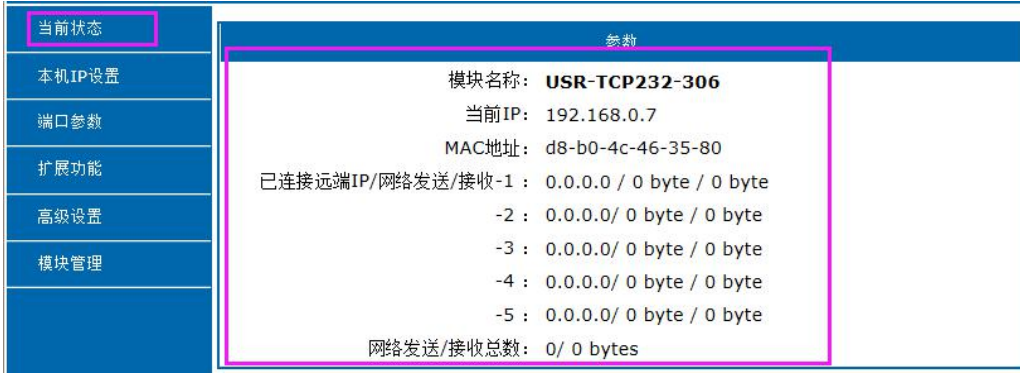 当前状态
本机IP设置
端口参数
扩展功能
高级设置
模块管理
参数
模块名称: USR-TCP232-306
当前IP: 192.168.0.7
MAC地址: d8-b0-4c-46-35-80
已连接远端IP/网络发送/接收-1 : 0.0.0.0 / 0 byte / 0 byte
-2 : 0.0.0.0/ 0 byte / 0 byte
-3 : 0.0.0.0/ 0 byte / 0 byte
-4 : 0.0.0.0/ 0 byte / 0 byte
-5 : 0.0.0.0/ 0 byte / 0 byte
网络发送/接收总数: 0/ 0 bytes